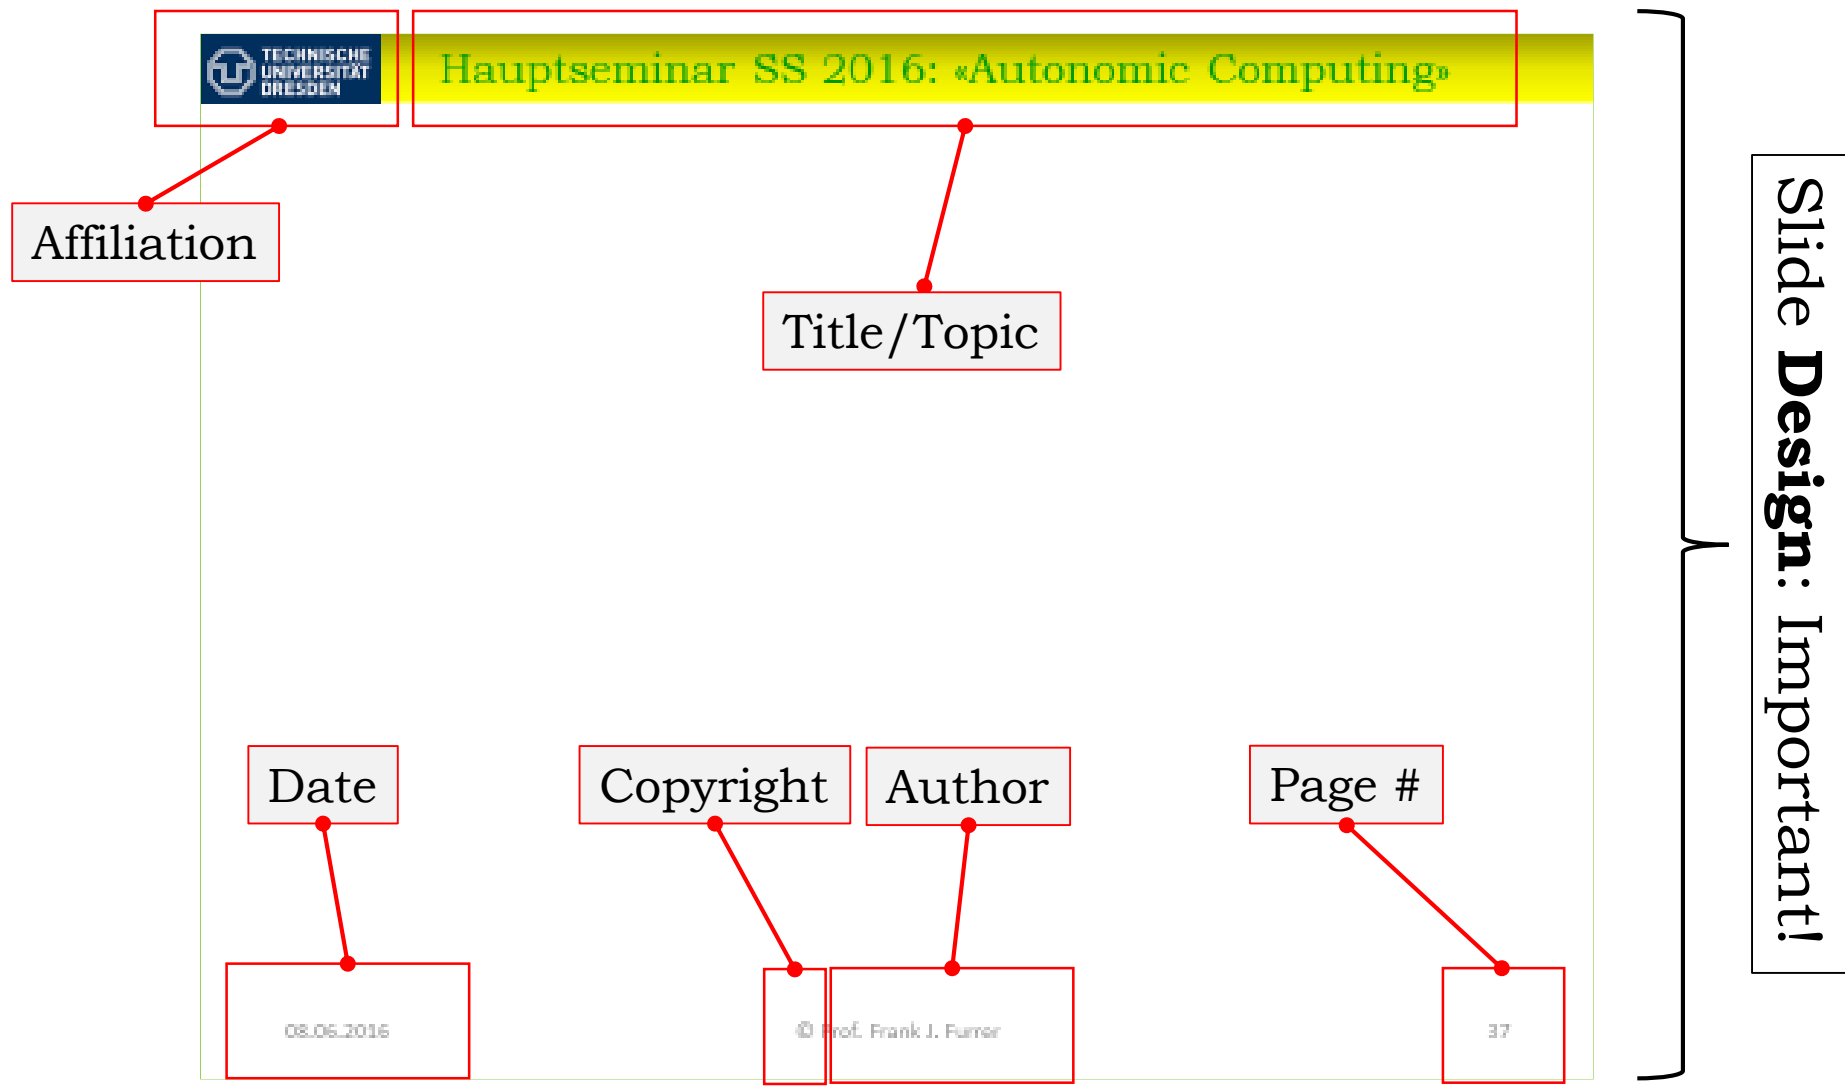 TECHNISCHE
UNIVERSITÄT
DRESDEN
Hauptseminar SS 2016: «Autonomic Computing»
Affiliation
Title/Topic
Date
Copyright
Author
Page #
08.06.2016
© Prof. Frank J. Furrer
37
Slide Design: Important!